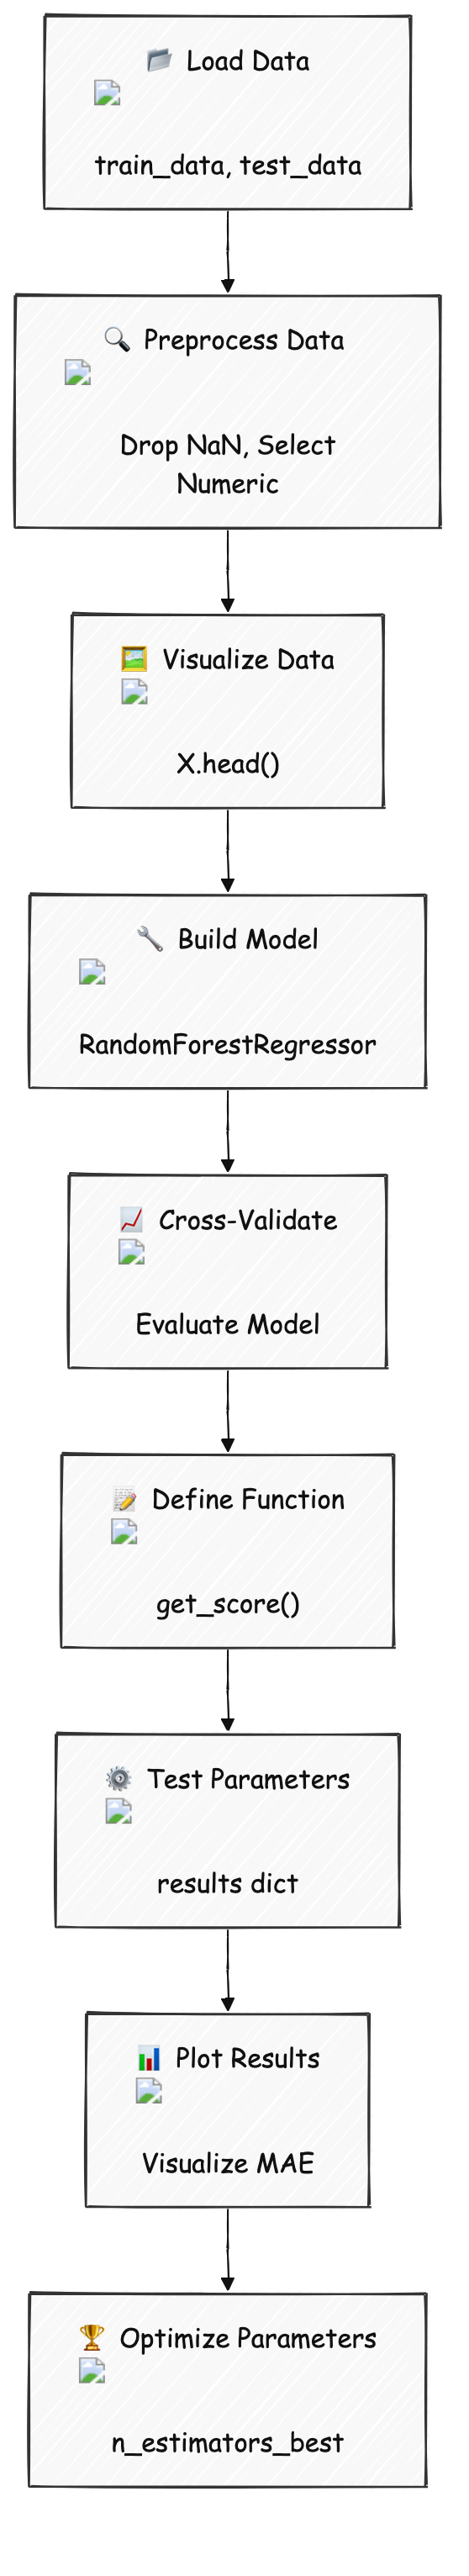 Load Data
train_data, test_data
Preprocess Data
Drop NaN, Select
Numeric
Visualize Data
X.head()
Build Model
RandomForestRegressor
Cross-Validate
Evaluate Model
Define Function
get_score()
Test Parameters
results dict
Plot Results
Visualize MAE
Optimize Parameters
n_estimators_best